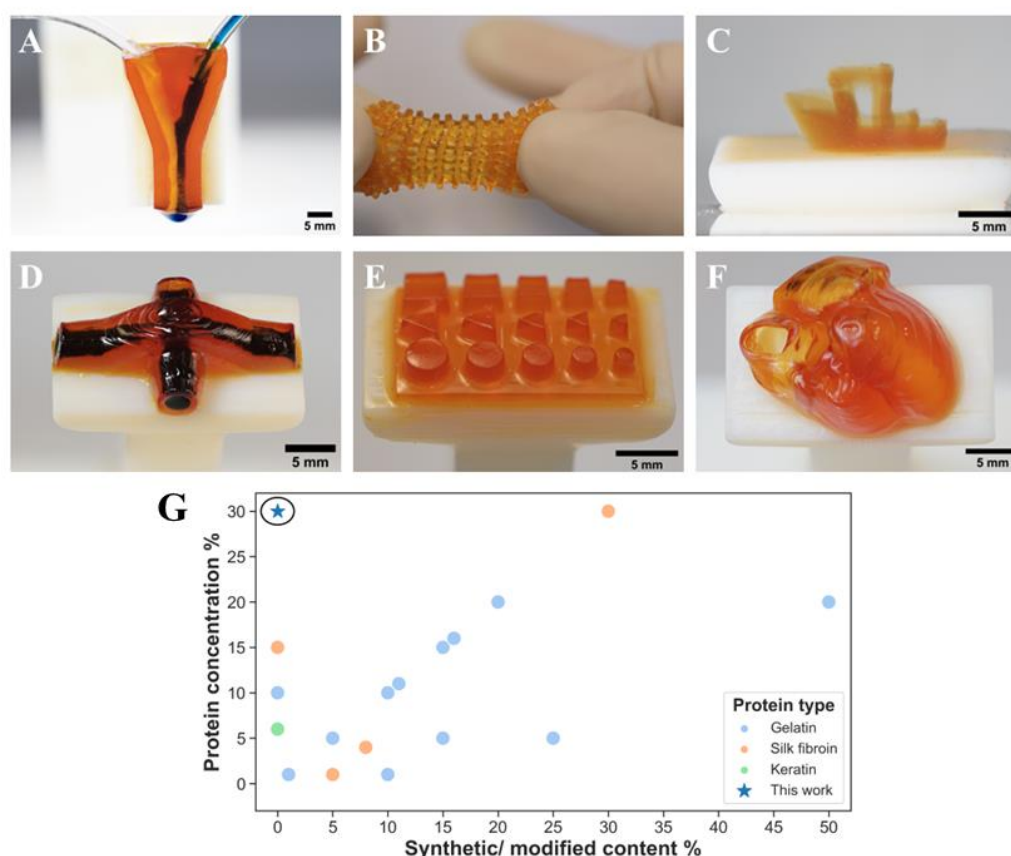 A
5 mm
B
C
5 mm
D
5 mm
E
5 mm
F
5 mm
G
Protein concentration %
30
25
20
15
10
5
0
Protein type
Gelatin
Silk fibroin
Keratin
This work
0 5 10 15 20 25 30 35 40 45 50
Synthetic/ modified content %